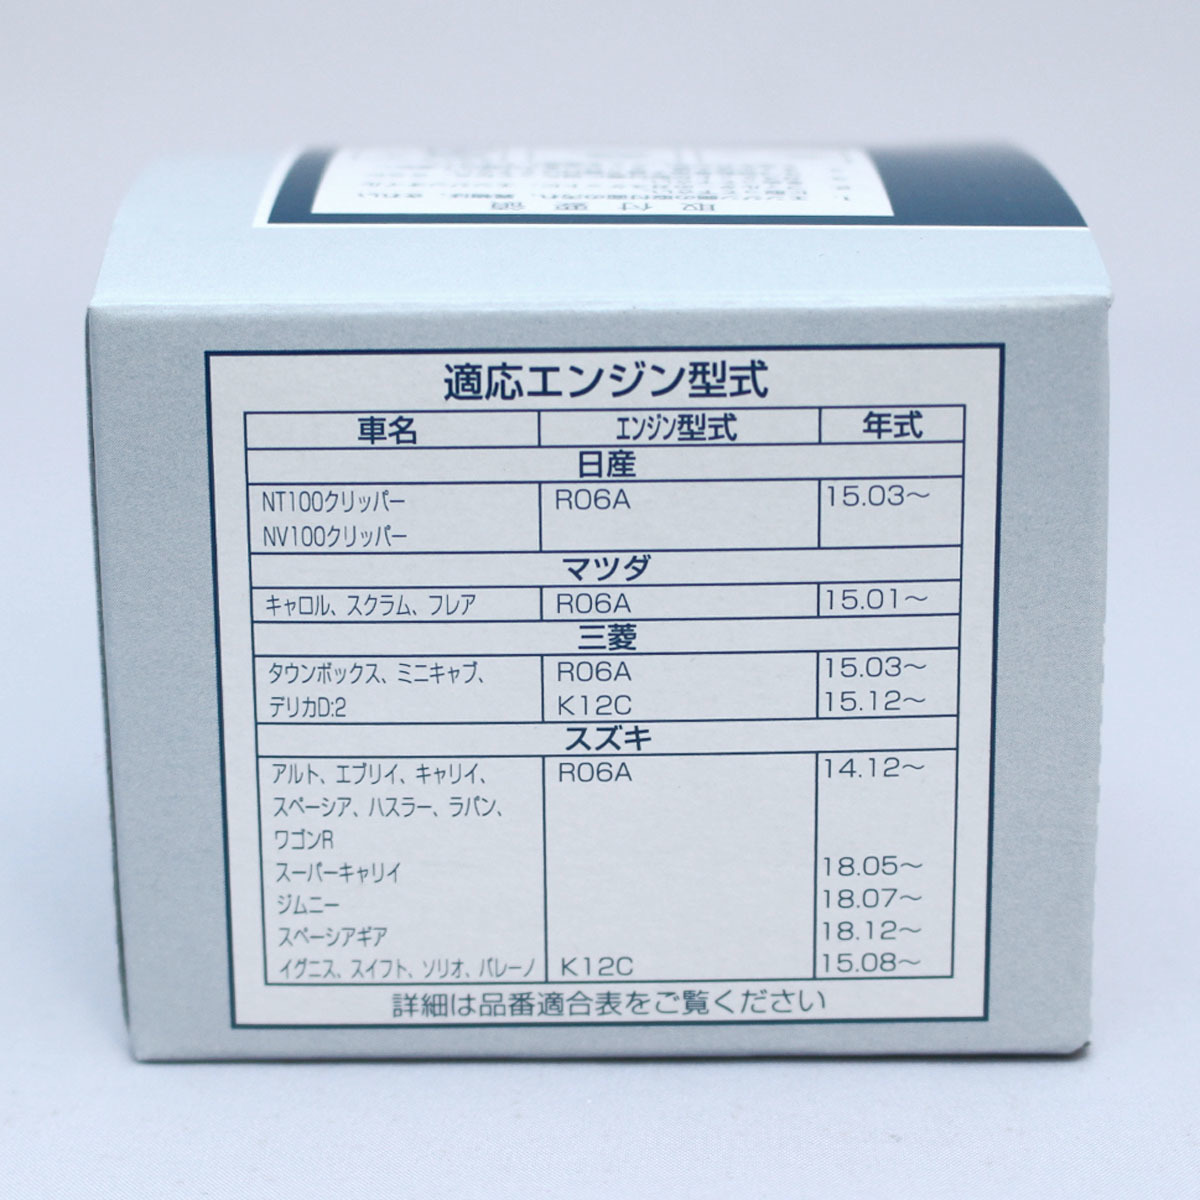 取付要領
適応エンジン型式
車名 エンジン型式 年式
日産
NT100クリッパー R06A 15.03～
NV100クリッパー
マツダ
キャロル、スクラム、フレア R06A 15.01～
三菱
タウンボックス、ミニキャブ、 R06A 15.03～
デリカD:2 K12C 15.12～
スズキ
アルト、エブリイ、キャリイ、 R06A 14.12～
スペーシア、ハスラー、ラパン、
ワゴンR
スーパーキャリイ 18.05～
ジムニー 18.07～
スペーシアギア 18.12～
イグニス、スイフト、ソリオ、バレーノ K12C 15.08～
詳細は品番適合表をご覧ください